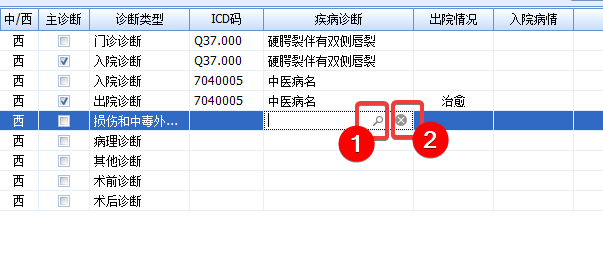 中/西 主诊断 诊断类型 ICD码 疾病诊断 出院情况 入院病情
西 门诊诊断 Q37.000 硬腭裂伴有双侧唇裂
西 入院诊断 Q37.000 硬腭裂伴有双侧唇裂
西 入院诊断 7040005 中医病名
西 出院诊断 7040005 中医病名 治愈
西 损伤和中毒外...
1 2
西 病理诊断
西 其他诊断
西 术前诊断
西 术后诊断